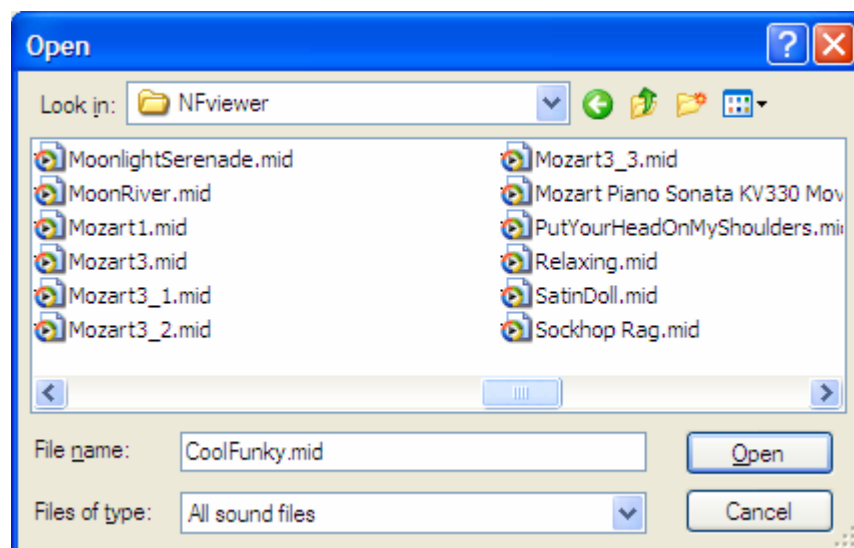 Open
Look in: NFviewer
MoonlightSerenade.mid
MoonRiver.mid
Mozart1.mid
Mozart3.mid
Mozart3_1.mid
Mozart3_2.mid
Mozart3_3.mid
Mozart Piano Sonata KV330 Mov
PutYourHeadOnMyShoulders.mi
Relaxing.mid
SatinDoll.mid
Sockhop Rag.mid
File name: CoolFunky.mid
Open
Files of type: All sound files
Cancel